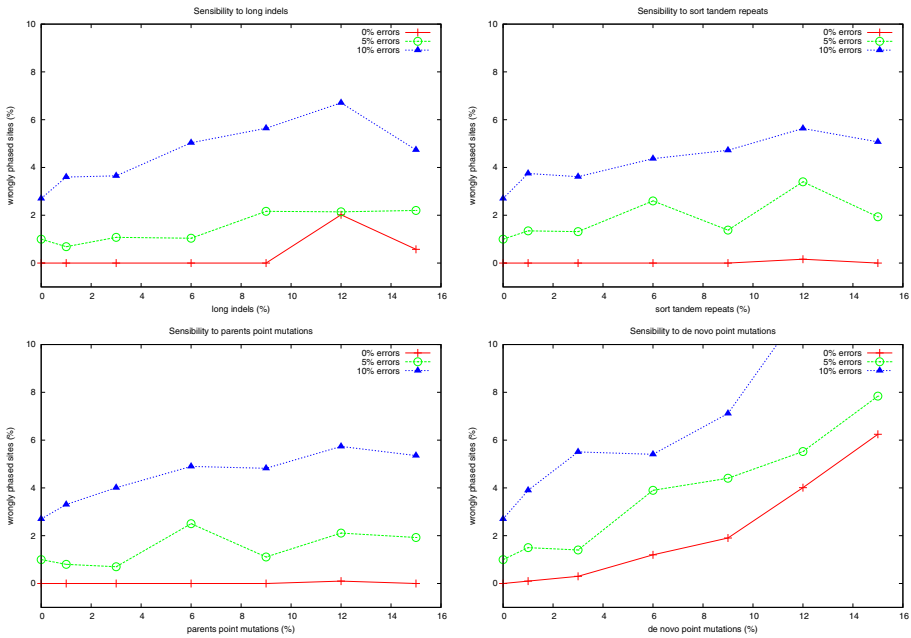 Sensibility to long indels
0% errors
5% errors
10% errors
10
8
6
4
2
0
wrongly phased sites (%)
0 2 4 6 8 10 12 14 16
long indels (%)
Sensibility to sort tandem repeats
0% errors
5% errors
10% errors
10
8
6
4
2
0
wrongly phased sites (%)
0 2 4 6 8 10 12 14 16
sort tandem repeats (%)
Sensibility to parents point mutations
0% errors
5% errors
10% errors
10
8
6
4
2
0
wrongly phased sites (%)
0 2 4 6 8 10 12 14 16
parents point mutations (%)
Sensibility to de novo point mutations
0% errors
5% errors
10% errors
10
8
6
4
2
0
wrongly phased sites (%)
0 2 4 6 8 10 12 14 16
de novo point mutations (%)